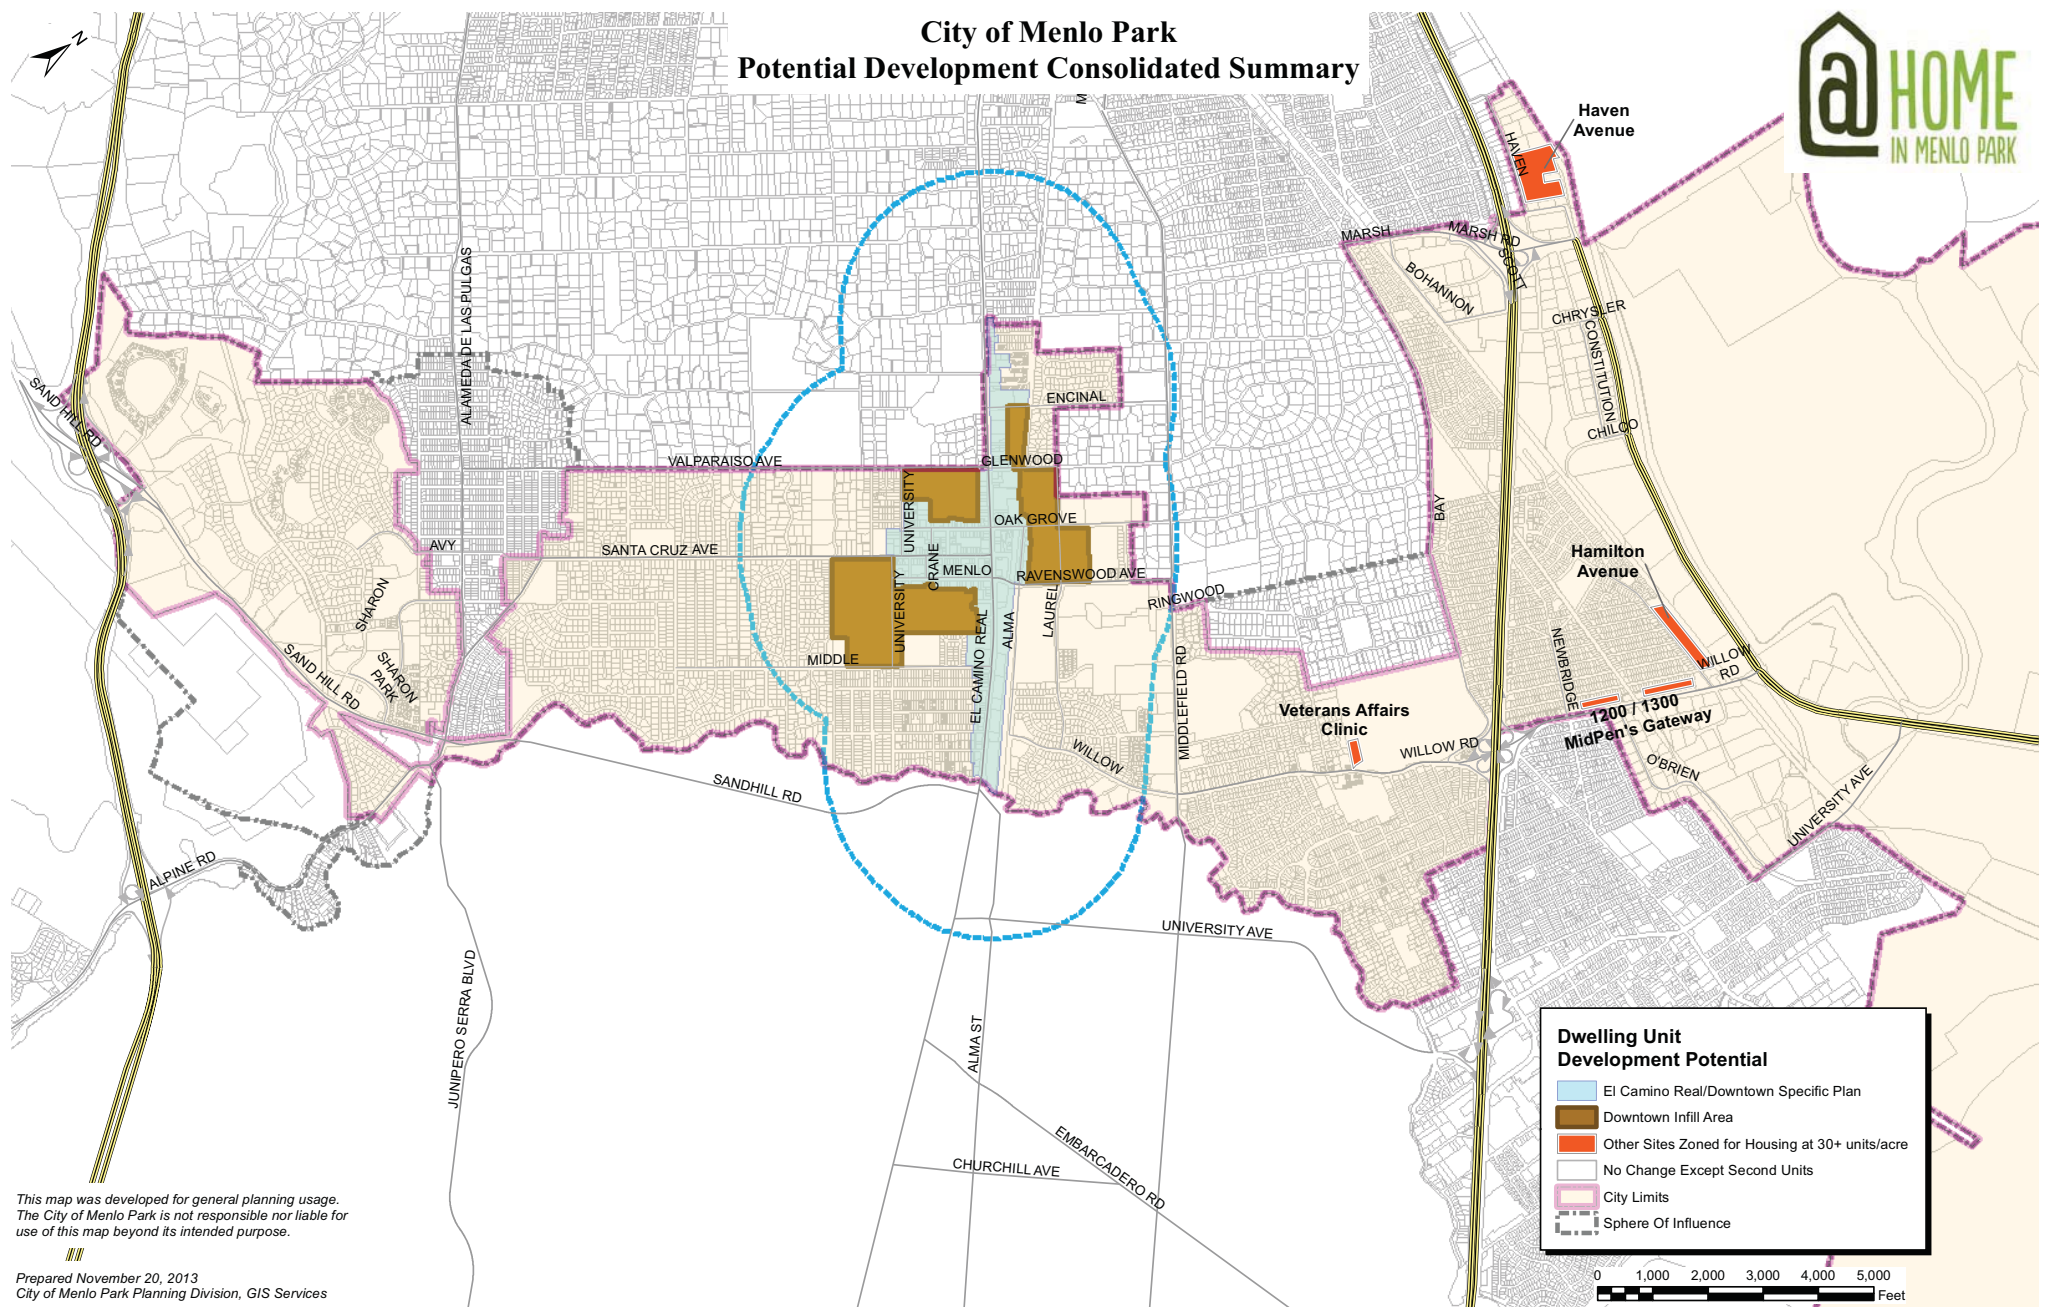 City of Menlo Park
Potential Development Consolidated Summary
N
@ HOME
IN MENLO PARK
Haven
Avenue
HAVEN
MARSH
MARSH RD
SCOTT
BOHANNON
CHRYSLER
CONSTITUTION
CHILCO
ALAMEDA DE LAS PULGAS
SAND HILL RD
ENCINAL
VALPARAISO AVE
GLENWOOD
UNIVERSITY
OAK GROVE
BAY
AVY
SANTA CRUZ AVE
CRANE
MENLO
RAVENSWOOD AVE
Hamilton
Avenue
SHARON
UNIVERSITY
LAUREL
RINGWOOD
ALMA
EL CAMINO REAL
SHARON
PARK
SAND HILL RD
MIDDLE
MIDDLEFIELD RD
NEWBRIDGE
WILLOW
RD
1200 / 1300
MidPen's Gateway
Veterans Affairs
Clinic
WILLOW
WILLOW RD
O'BRIEN
UNIVERSITY AVE
SANDHILL RD
ALPINE RD
UNIVERSITY AVE
JUNIPERO SERRA BLVD
ALMA ST
EMBARCADERO RD
CHURCHILL AVE
Dwelling Unit
Development Potential
El Camino Real/Downtown Specific Plan
Downtown Infill Area
Other Sites Zoned for Housing at 30+ units/acre
No Change Except Second Units
City Limits
Sphere Of Influence
0 1,000 2,000 3,000 4,000 5,000
Feet
This map was developed for general planning usage.
The City of Menlo Park is not responsible nor liable for
use of this map beyond its intended purpose.
Prepared November 20, 2013
City of Menlo Park Planning Division, GIS Services